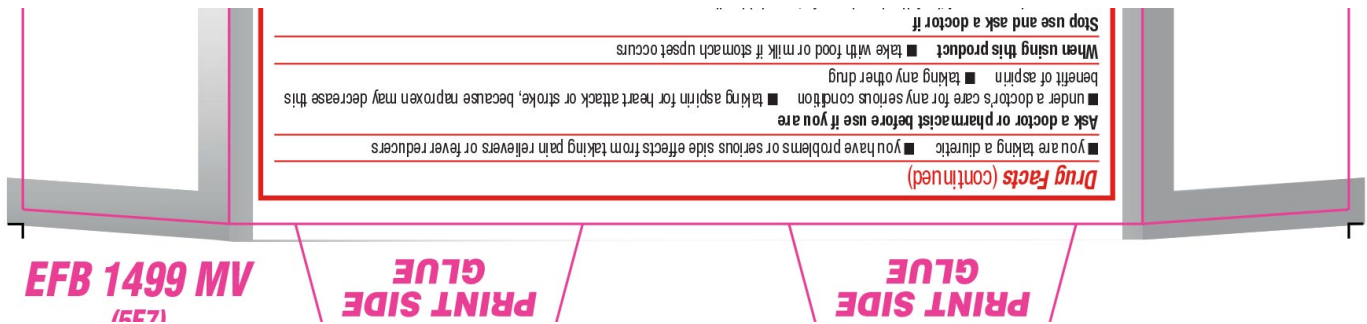 Drug Facts (continued)
■ you are taking a diuretic ■ you have problems or serious side effects from taking pain relievers or fever reducers
Ask a doctor or pharmacist before use if you are
■ under a doctor's care for any serious condition ■ taking aspirin for heart attack or stroke, because naproxen may decrease this
benefit of aspirin ■ taking any other drug
When using this product ■ take with food or milk if stomach upset occurs
Stop use and ask a doctor if
EFB 1499 MV
(5F7)
PRINT SIDE
GLUE
PRINT SIDE
GLUE